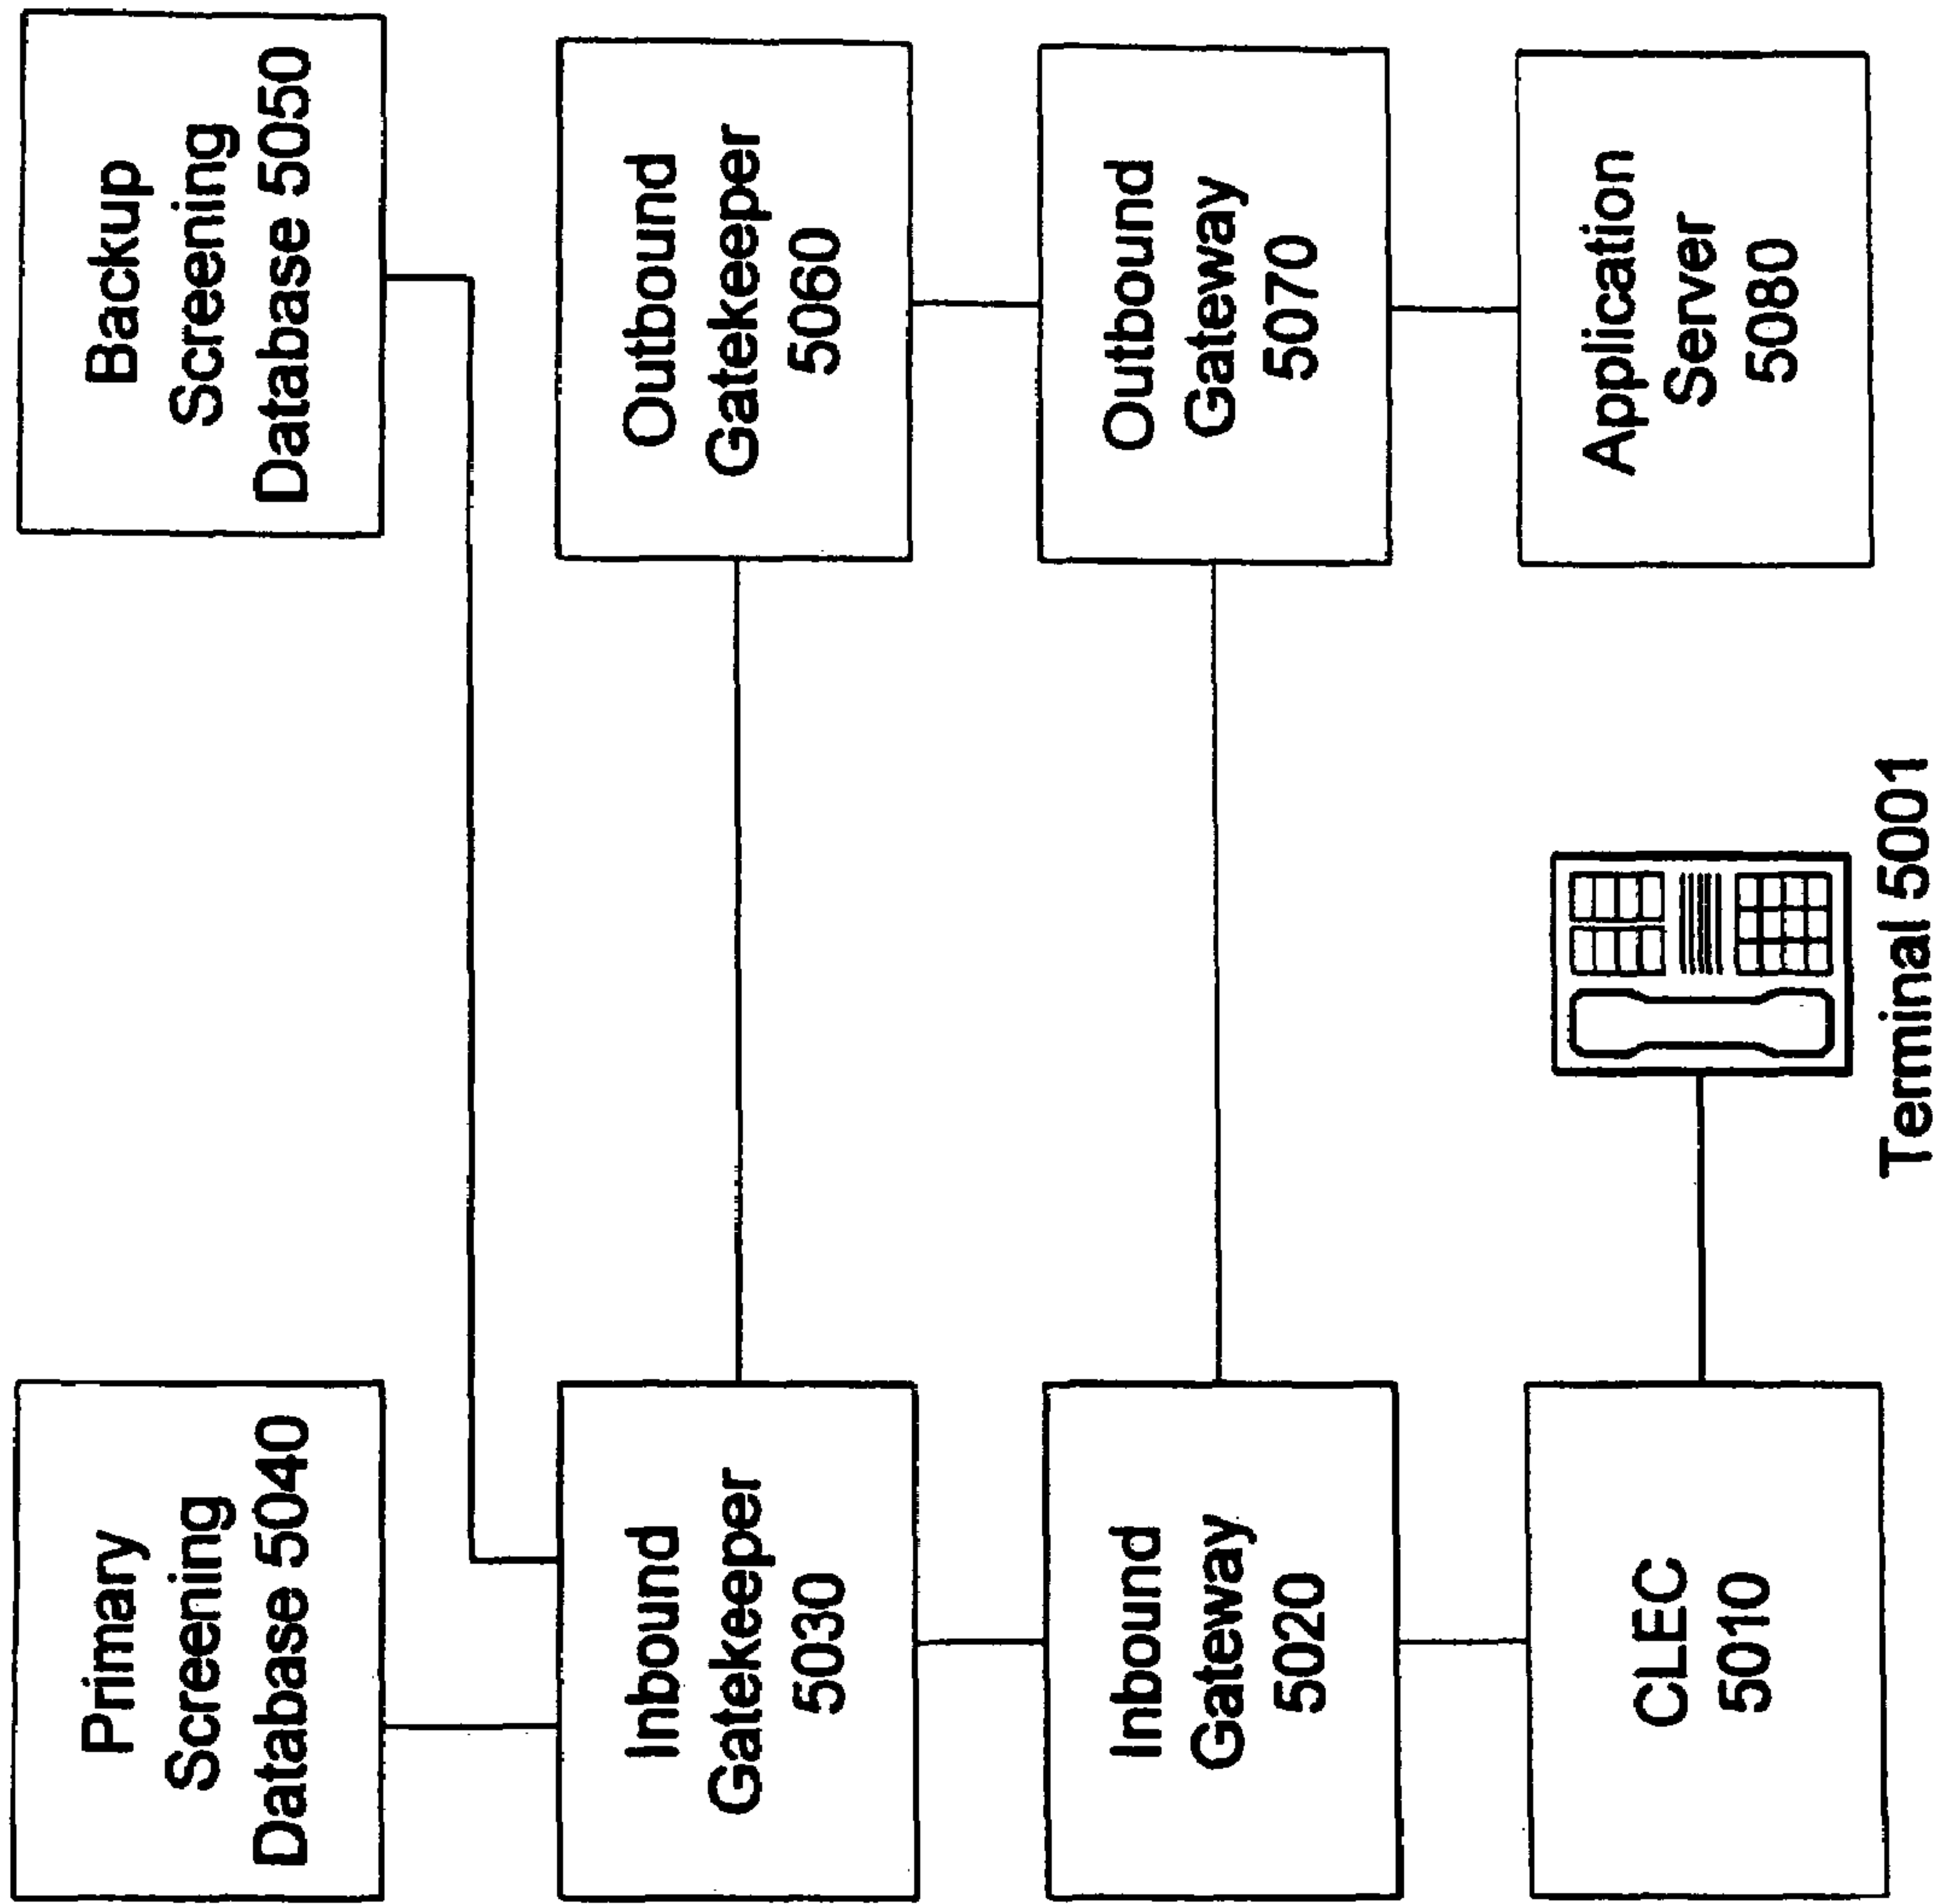 Primary
Screening
Database 5040
Backup
Screening
Database 5050
Inbound
Gatekeeper
5030
Outbound
Gatekeeper
5060
Inbound
Gateway
5020
Outbound
Gateway
5070
CLEC
5010
Terminal 5001
Application
Server
5080